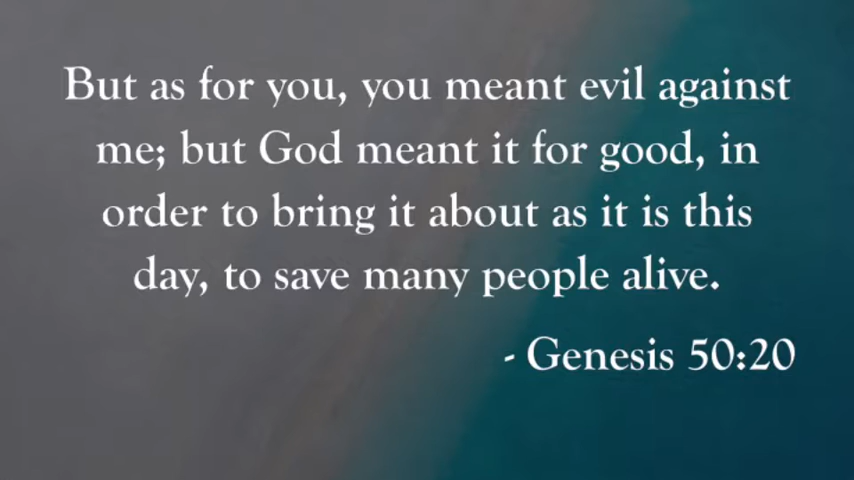 But as for you, you meant evil against
me; but God meant it for good, in
order to bring it about as it is this
day, to save many people alive.
- Genesis 50:20